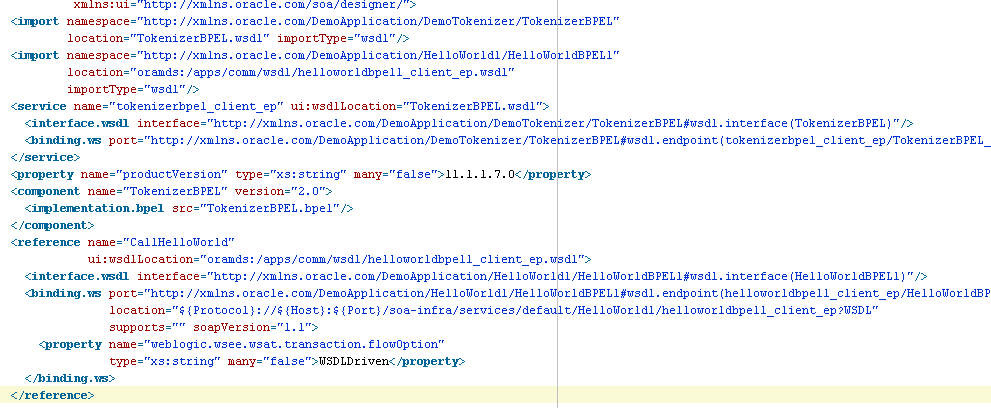 xmlns:ui="http://xmlns.oracle.com/soa/designer/">
<import namespace="http://xmlns.oracle.com/DemoApplication/DemoTokenizer/TokenizerBPEL"
location="TokenizerBPEL.wsdl" importType="wsdl"/>
<import namespace="http://xmlns.oracle.com/DemoApplication/HelloWorld1/HelloWorldBPEL1"
location="oramds:/apps/comm/wsdl/helloworldbpel1_client_ep.wsdl"
importType="wsdl"/>
<service name="tokenizerbpel_client_ep" ui:wsdlLocation="TokenizerBPEL.wsdl">
<interface.wsdl interface="http://xmlns.oracle.com/DemoApplication/DemoTokenizer/TokenizerBPEL#wsdl.interface(TokenizerBPEL)"/>
<binding.ws port="http://xmlns.oracle.com/DemoApplication/DemoTokenizer/TokenizerBPEL#wsdl.endpoint(tokenizerbpel_client_ep/TokenizerBPEL_
</service>
<property name="productVersion" type="xs:string" many="false">11.1.1.7.0</property>
<component name="TokenizerBPEL" version="2.0">
<implementation.bpel src="TokenizerBPEL.bpel"/>
</component>
<reference name="CallHelloWorld"
ui:wsdlLocation="oramds:/apps/comm/wsdl/helloworldbpel1_client_ep.wsdl">
<interface.wsdl interface="http://xmlns.oracle.com/DemoApplication/HelloWorld1/HelloWorldBPEL1#wsdl.interface(HelloWorldBPEL1)"/>
<binding.ws port="http://xmlns.oracle.com/DemoApplication/HelloWorld1/HelloWorldBPEL1#wsdl.endpoint(helloworldbpel1_client_ep/HelloWorldBP
location="${Protocol}://${Host}:${Port}/soa-infra/services/default/HelloWorld1/helloworldbpel1_client_ep?WSDL"
supports="" soapVersion="1.1">
<property name="weblogic.wsee.wsat.transaction.flowOption"
type="xs:string" many="false">WSDLDriven</property>
</binding.ws>
</reference>